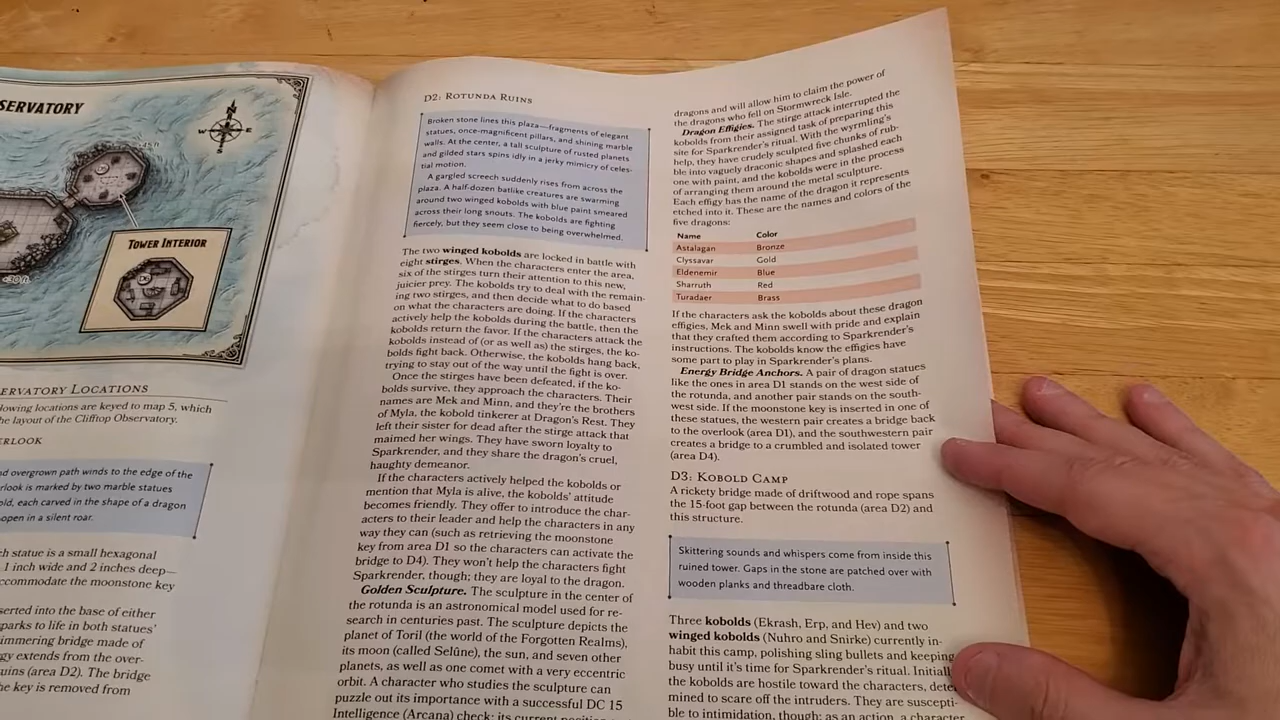 SERVATORY
N
W
E
S
-45 ft
TOWER INTERIOR
+30 ft
SERVATORY LOCATIONS
lowing locations are keyed to map 5, which
he layout of the Clifftop Observatory.
ERLOOK
nd overgrown path winds to the edge of the
rlook is marked by two marble statues
old, each carved in the shape of a dragon
open in a silent roar.
ch statue is a small hexagonal
1 inch wide and 2 inches deep—
ccommodate the moonstone key
serted into the base of either
parks to life in both statues'
immering bridge made of
gy extends from the over-
uins (area D2). The bridge
he key is removed from
D2: ROTUNDA RUINS
Broken stone lines this plaza—fragments of elegant
statues, once-magnificent pillars, and shining marble
walls. At the center, a tall sculpture of rusted planets
and gilded stars spins idly in a jerky mimicry of celes-
tial motion.
A gargled screech suddenly rises from across the
plaza. A half-dozen batlike creatures are swarming
around two winged kobolds with blue paint smeared
across their long snouts. The kobolds are fighting
fiercely, but they seem close to being overwhelmed.
The two winged kobolds are locked in battle with
eight stirges. When the characters enter the area,
six of the stirges turn their attention to this new,
juicier prey. The kobolds try to deal with the remain-
ing two stirges, and then decide what to do based
on what the characters are doing. If the characters
actively help the kobolds during the battle, then the
kobolds return the favor. If the characters attack the
kobolds instead of (or as well as) the stirges, the ko-
bolds fight back. Otherwise, the kobolds hang back,
trying to stay out of the way until the fight is over.
Once the stirges have been defeated, if the ko-
bolds survive, they approach the characters. Their
names are Mek and Minn, and they're the brothers
of Myla, the kobold tinkerer at Dragon's Rest. They
left their sister for dead after the stirge attack that
maimed her wings. They have sworn loyalty to
Sparkrender, and they share the dragon's cruel,
haughty demeanor.
If the characters actively helped the kobolds or
mention that Myla is alive, the kobolds' attitude
becomes friendly. They offer to introduce the char-
acters to their leader and help the characters in any
way they can (such as retrieving the moonstone
key from area D1 so the characters can activate the
bridge to D4). They won't help the characters fight
Sparkrender, though; they are loyal to the dragon.
Golden Sculpture. The sculpture in the center of
the rotunda is an astronomical model used for re-
search in centuries past. The sculpture depicts the
planet of Toril (the world of the Forgotten Realms),
its moon (called Selûne), the sun, and seven other
planets, as well as one comet with a very eccentric
orbit. A character who studies the sculpture can
puzzle out its importance with a successful DC 15
Intelligence (Arcana) check: its current position
dragons and will allow him to claim the power of
the dragons who fell on Stormwreck Isle.
Dragon Effigies. The stirge attack interrupted the
kobolds from their assigned task of preparing this
site for Sparkrender's ritual. With the wyrmling's
help, they have crudely sculpted five chunks of rub-
ble into vaguely draconic shapes and splashed each
one with paint, and the kobolds were in the process
of arranging them around the metal sculpture.
Each effigy has the name of the dragon it represents
etched into it. These are the names and colors of the
five dragons:
Name Color
Astalagan Bronze
Clyssavar Gold
Eldenemir Blue
Sharruth Red
Turadaer Brass
If the characters ask the kobolds about these dragon
effigies, Mek and Minn swell with pride and explain
that they crafted them according to Sparkrender's
instructions. The kobolds know the effigies have
some part to play in Sparkrender's plans.
Energy Bridge Anchors. A pair of dragon statues
like the ones in area D1 stands on the west side of
the rotunda, and another pair stands on the south-
west side. If the moonstone key is inserted in one of
these statues, the western pair creates a bridge back
to the overlook (area D1), and the southwestern pair
creates a bridge to a crumbled and isolated tower
(area D4).
D3: KOBOLD CAMP
A rickety bridge made of driftwood and rope spans
the 15-foot gap between the rotunda (area D2) and
this structure.
Skittering sounds and whispers come from inside this
ruined tower. Gaps in the stone are patched over with
wooden planks and threadbare cloth.
Three kobolds (Ekrash, Erp, and Hev) and two
winged kobolds (Nuhro and Snirke) currently in-
habit this camp, polishing sling bullets and keeping
busy until it's time for Sparkrender's ritual. Initiall
the kobolds are hostile toward the characters, dete
mined to scare off the intruders. They are suscepti-
ble to intimidation, though; as an action, a character